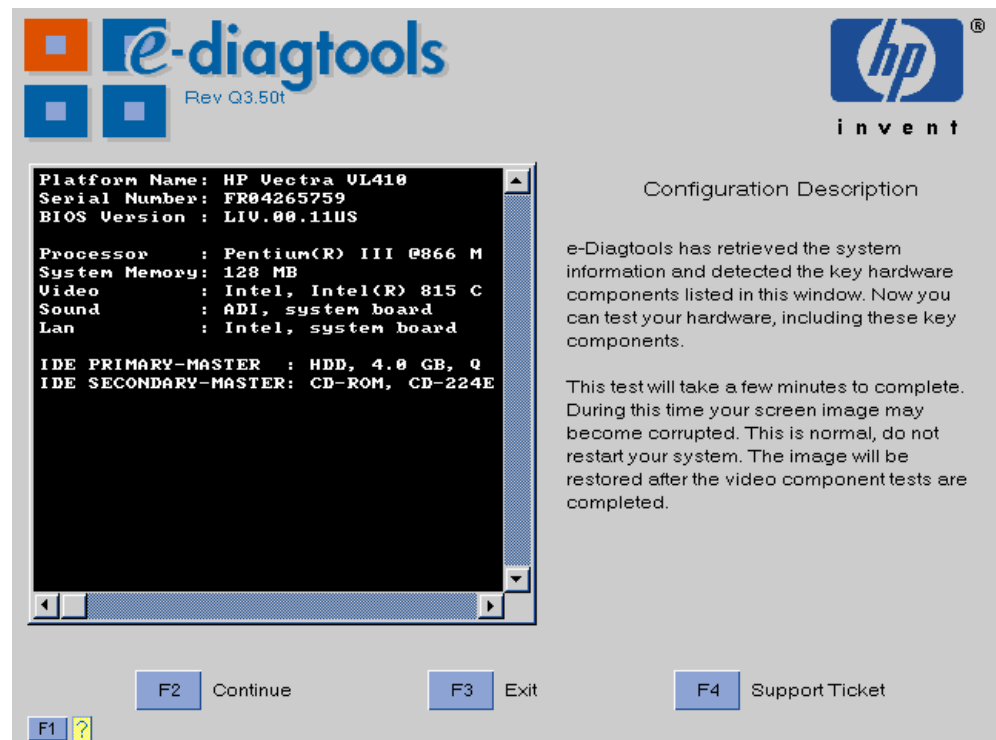 e-diagtools
Rev Q3.50t
hp
®
invent
Platform Name: HP Vectra VL410
Serial Number: FR04265759
BIOS Version : LIV.00.11US
Processor : Pentium(R) III @866 M
System Memory: 128 MB
Video : Intel, Intel(R) 815 C
Sound : ADI, system board
Lan : Intel, system board
IDE PRIMARY-MASTER : HDD, 4.0 GB, Q
IDE SECONDARY-MASTER: CD-ROM, CD-224E
Configuration Description
e-Diagtools has retrieved the system
information and detected the key hardware
components listed in this window. Now you
can test your hardware, including these key
components.
This test will take a few minutes to complete.
During this time your screen image may
become corrupted. This is normal, do not
restart your system. The image will be
restored after the video component tests are
completed.
F2 Continue
F3 Exit
F4 Support Ticket
F1 ?